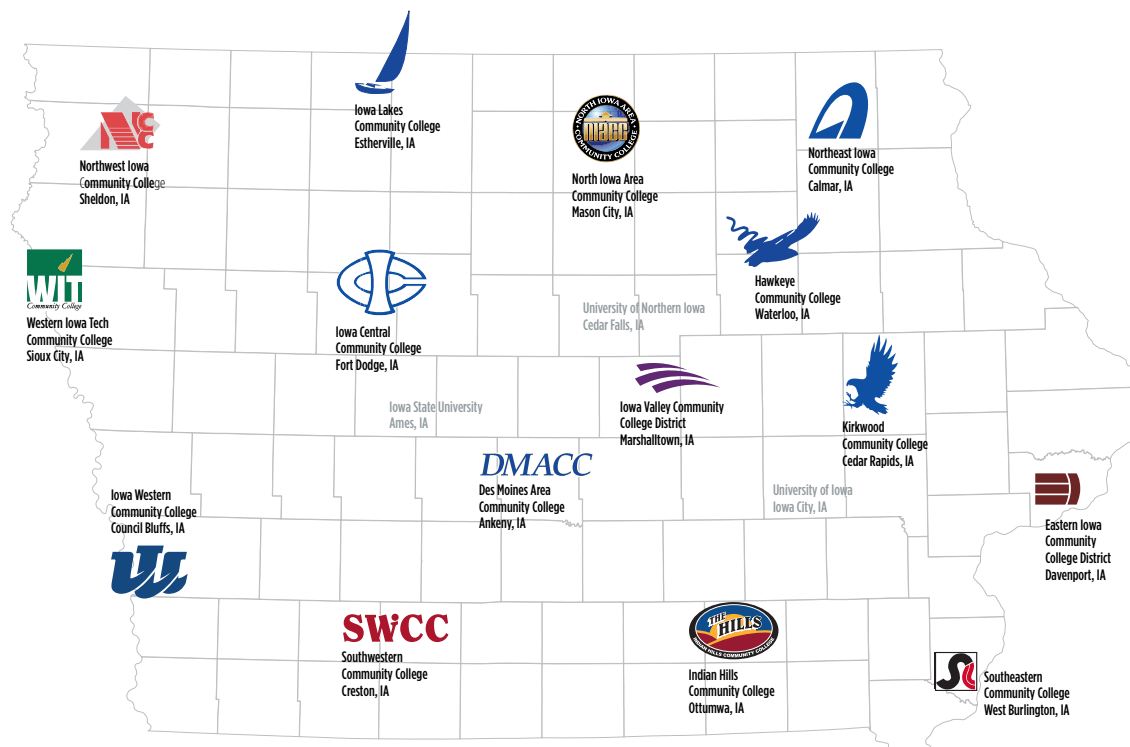 Iowa Lakes
Community College
Estherville, IA
NCC
Northwest Iowa
Community College
Sheldon, IA
NORTH IOWA AREA
niacc
COMMUNITY COLLEGE
North Iowa Area
Community College
Mason City, IA
Northeast Iowa
Community College
Calmar, IA
WIT
Community College
Western Iowa Tech
Community College
Sioux City, IA
Iowa Central
Community College
Fort Dodge, IA
University of Northern Iowa
Cedar Falls, IA
Hawkeye
Community College
Waterloo, IA
Iowa State University
Ames, IA
Iowa Valley Community
College District
Marshalltown, IA
Kirkwood
Community College
Cedar Rapids, IA
DMACC
Des Moines Area
Community College
Ankeny, IA
University of Iowa
Iowa City, IA
Iowa Western
Community College
Council Bluffs, IA
Eastern Iowa
Community
College District
Davenport, IA
SWCC
Southwestern
Community College
Creston, IA
THE
HILLS
INDIAN HILLS COMMUNITY COLLEGE
Indian Hills
Community College
Ottumwa, IA
Southeastern
Community College
West Burlington, IA